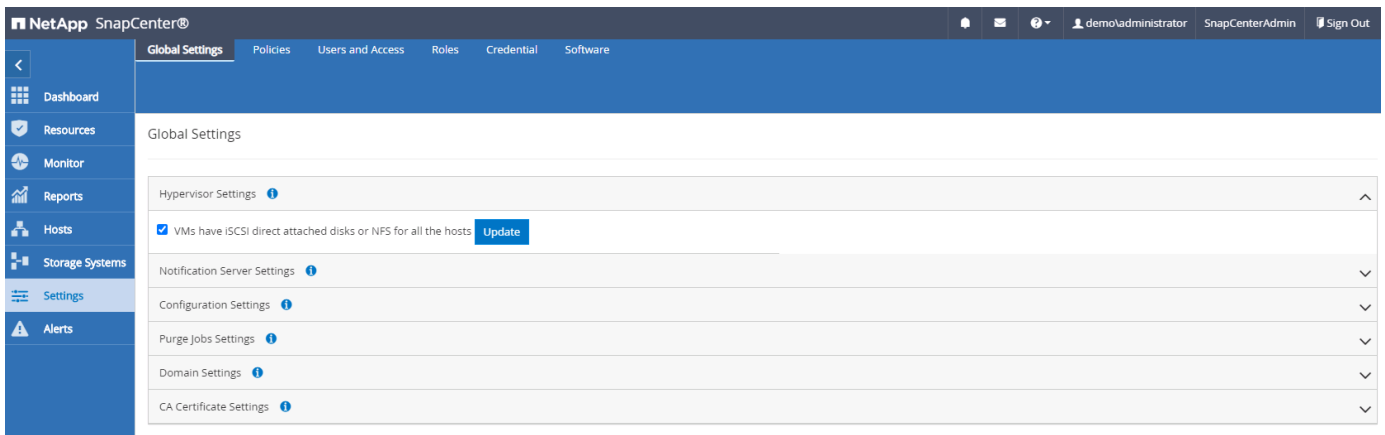 NetApp SnapCenter®
demo\administrator SnapCenterAdmin Sign Out
Global Settings Policies Users and Access Roles Credential Software
Dashboard
Resources
Monitor
Reports
Hosts
Storage Systems
Settings
Alerts
Global Settings
Hypervisor Settings
VMs have iSCSI direct attached disks or NFS for all the hosts Update
Notification Server Settings
Configuration Settings
Purge Jobs Settings
Domain Settings
CA Certificate Settings